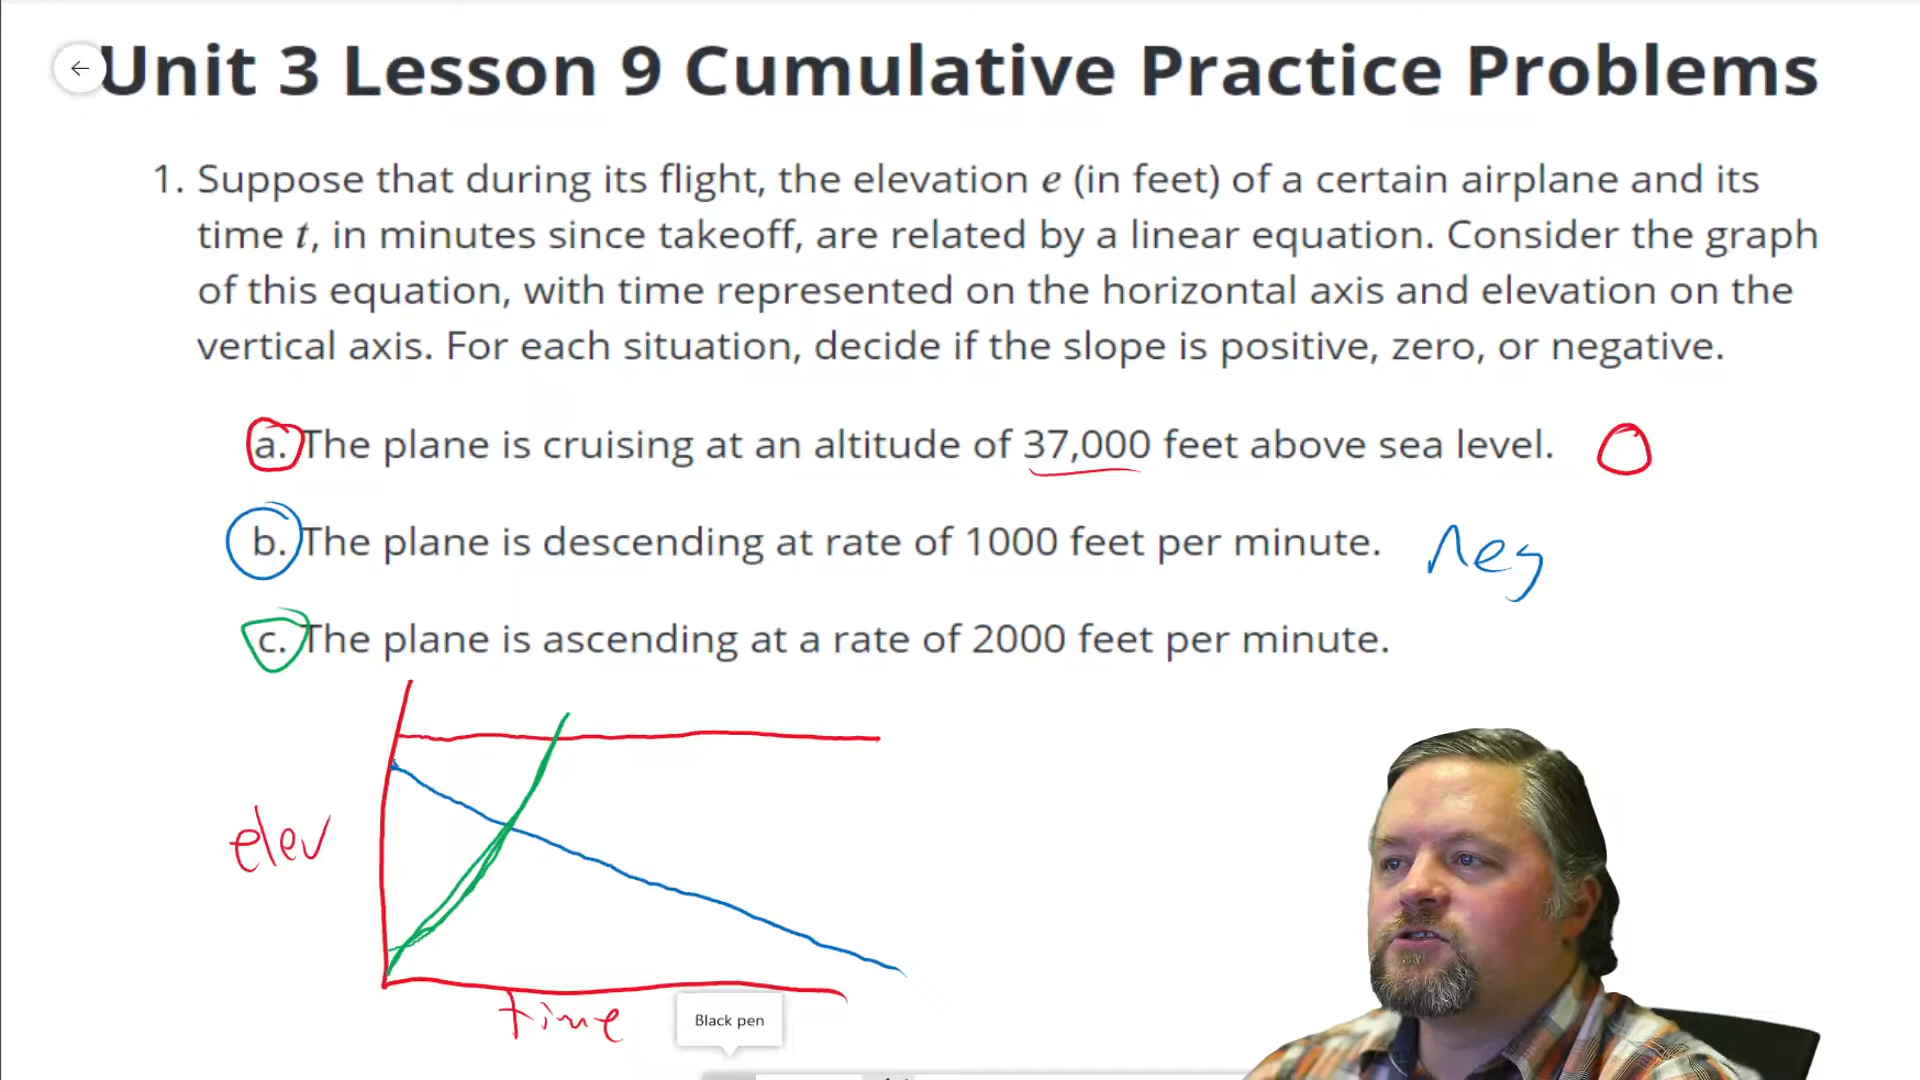 Unit 3 Lesson 9 Cumulative Practice Problems
1. Suppose that during its flight, the elevation e (in feet) of a certain airplane and its
time t, in minutes since takeoff, are related by a linear equation. Consider the graph
of this equation, with time represented on the horizontal axis and elevation on the
vertical axis. For each situation, decide if the slope is positive, zero, or negative.
a. The plane is cruising at an altitude of 37,000 feet above sea level. 0
b. The plane is descending at rate of 1000 feet per minute. neg
c. The plane is ascending at a rate of 2000 feet per minute.
elev
time
Black pen